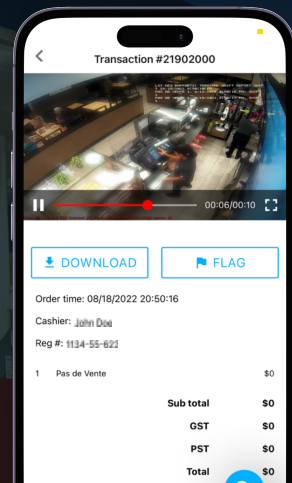 Transaction #21902000
00:06/00:10
DOWNLOAD
FLAG
Order time: 08/18/2022 20:50:16
Cashier: John Doe
Reg #: 1134-55-622
1 Pas de Vente $0
Sub total $0
GST $0
PST $0
Total $0